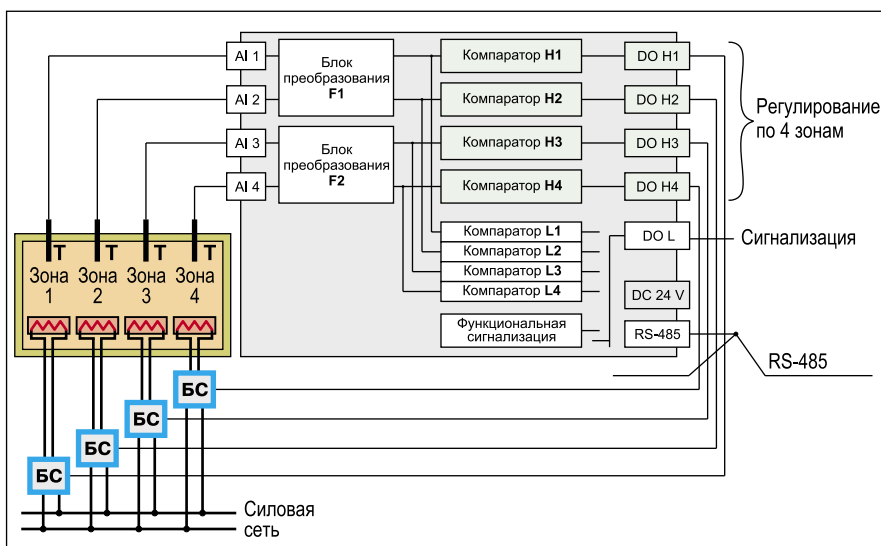 AI 1
Блок
преобразования
F1
Компаратор H1
DO H1
AI 2
Компаратор H2
DO H2
Регулирование
по 4 зонам
AI 3
Блок
преобразования
F2
Компаратор H3
DO H3
AI 4
Компаратор H4
DO H4
Компаратор L1
Компаратор L2
Компаратор L3
Компаратор L4
DO L
Сигнализация
DC 24 V
Функциональная
сигнализация
RS-485
RS-485
T
T
T
T
Зона
1
Зона
2
Зона
3
Зона
4
БС
БС
БС
БС
Силовая
сеть